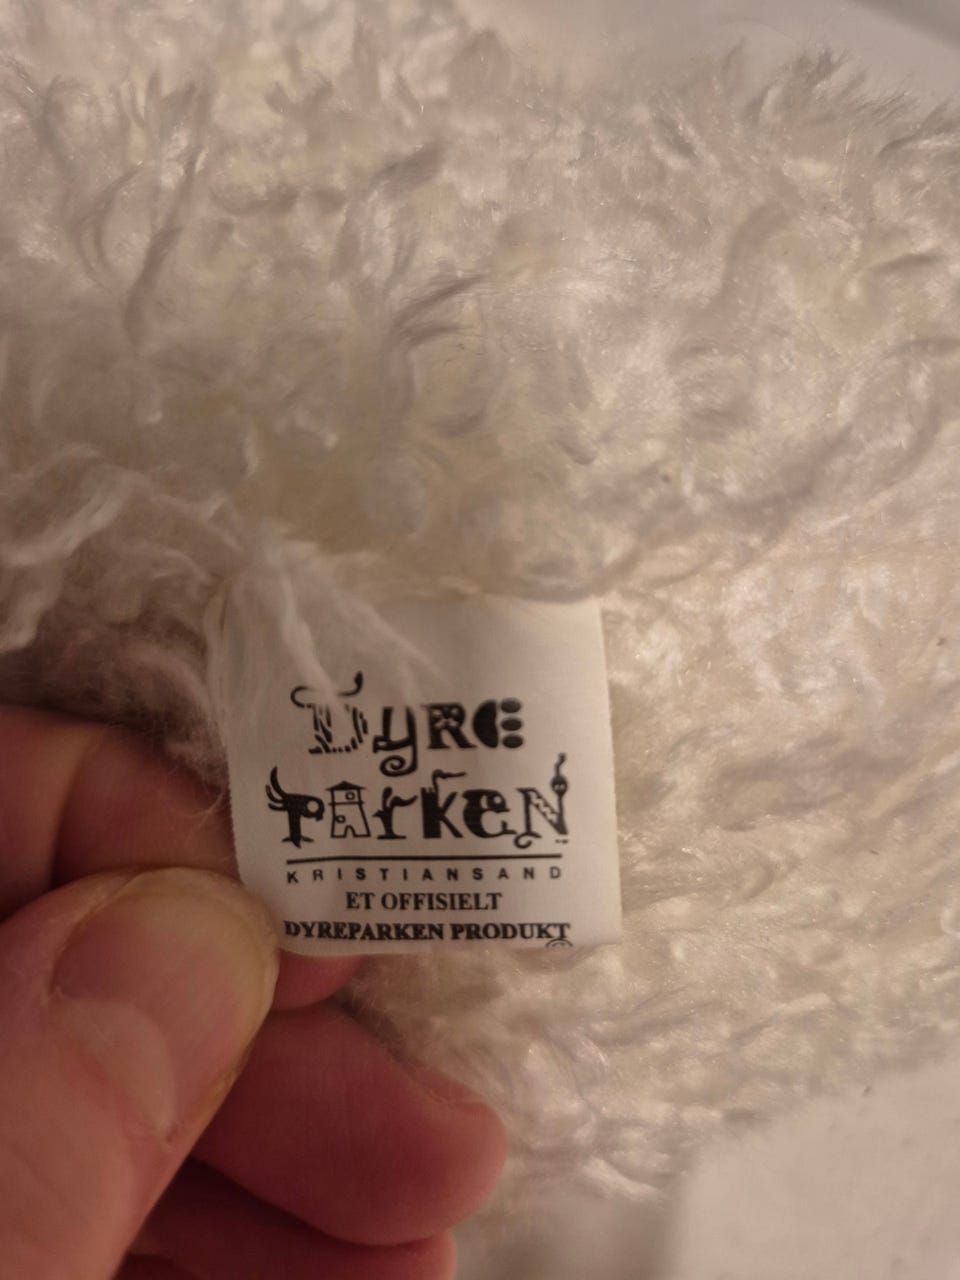 DYRE
PARKEN
KRISTIANSAND
ET OFFISIELT
DYREPARKEN PRODUKT